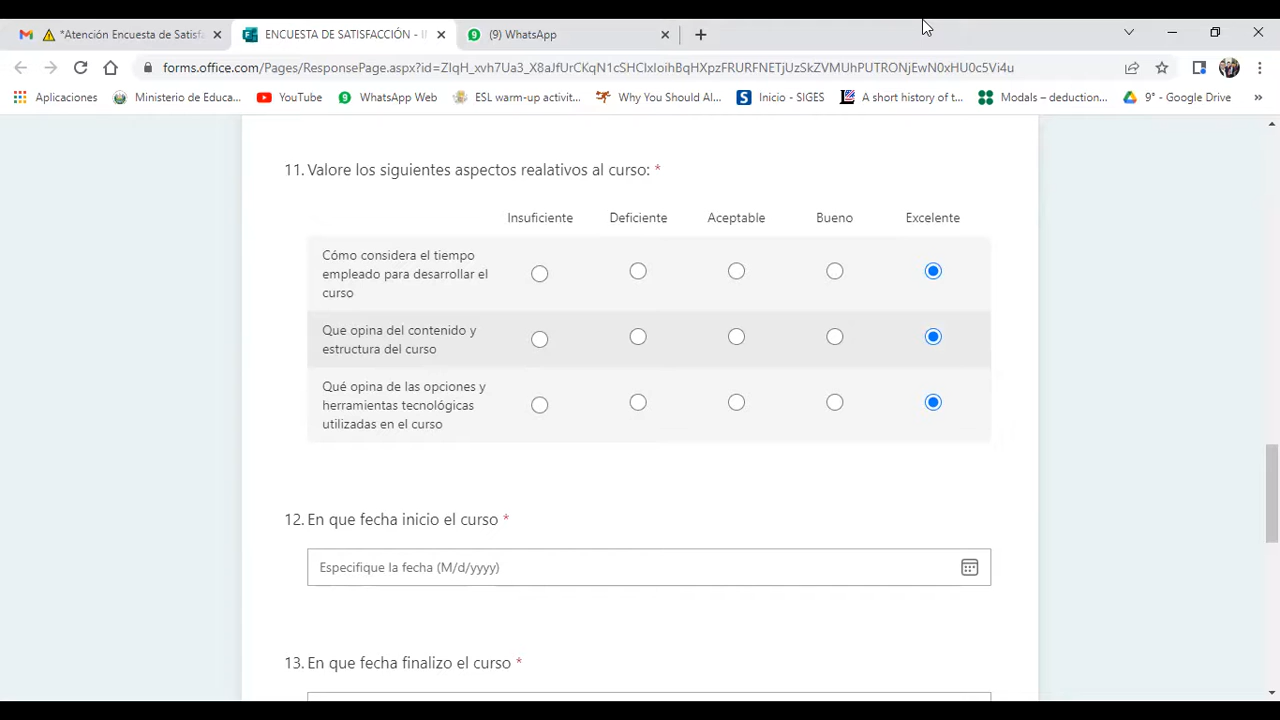 *Atención Encuesta de Satisf
ENCUESTA DE SATISFACCIÓN - I
(9) WhatsApp
forms.office.com/Pages/ResponsePage.aspx?id=ZIqH_xvh7Ua3_X8aJfUrCKqN1cSHCIxIoihBqHXpzFRURFNETjUzSkZVMUhPUTRONjEwN0xHU0c5Vi4u
Aplicaciones
Ministerio de Educa...
YouTube
WhatsApp Web
ESL warm-up activit...
Why You Should Al...
Inicio - SIGES
A short history of t...
Modals – deduction...
9° - Google Drive
»
11. Valore los siguientes aspectos realativos al curso: *
Insuficiente Deficiente Aceptable Bueno Excelente
Cómo considera el tiempo
empleado para desarrollar el
curso
Que opina del contenido y
estructura del curso
Qué opina de las opciones y
herramientas tecnológicas
utilizadas en el curso
12. En que fecha inicio el curso *
Especifique la fecha (M/d/yyyy)
13. En que fecha finalizo el curso *